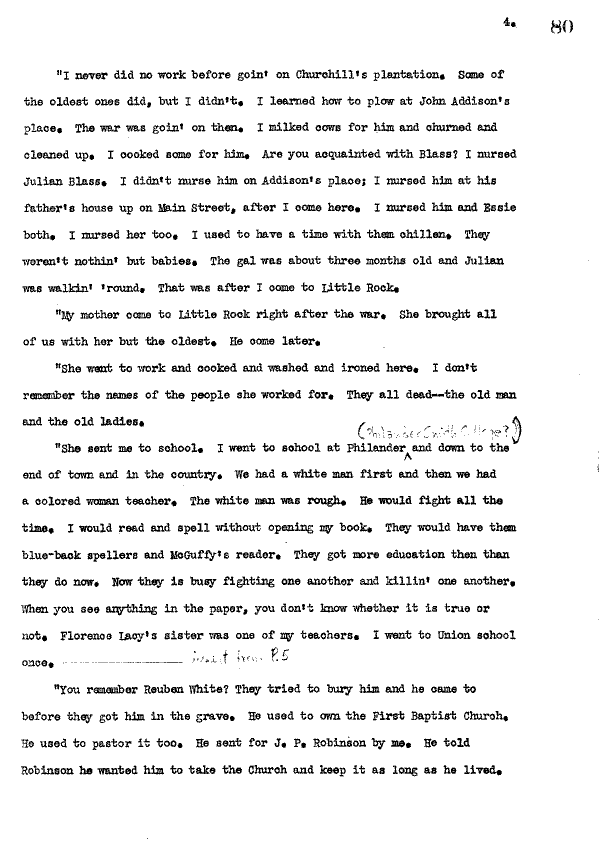 4.   80
"I never did no work before goin' on Churchill's plantation.  Some of
the oldest ones did, but I didn't.  I learned how to plow at John Addison's
place.  The war was goin' on then.  I milked cows for him and churned and
cleaned up.  I cooked some for him.  Are you acquainted with Blass? I nursed
Julian Blass.  I didn't nurse him on Addison's place; I nursed him at his
father's house up on Main Street, after I come here.  I nursed him and Essie
both.  I nursed her too.  I used to have a time with them chillen.  They
weren't nothin' but babies.  The gal was about three months old and Julian
was walkin' 'round.  That was after I come to Little Rock.
"My mother come to Little Rock right after the war.  She brought all
of us with her but the oldest.  He come later.
"She went to work and cooked and washed and ironed here.  I don't
remember the names of the people she worked for.  They all dead--the old man
and the old ladies.
(Philander Smith College?)
"She sent me to school.  I went to school at Philander and down to the
end of town and in the country.  We had a white man first and then we had
a colored woman teacher.  The white man was rough.  He would fight all the
time.  I would read and spell without opening my book.  They would have them
blue-back spellers and McGuffy's reader.  They got more education then than
they do now.  Now they is busy fighting one another and killin' one another.
When you see anything in the paper, you don't know whether it is true or
not.  Florence Lacy's sister was one of my teachers.  I went to Union school
once. insert from P.5
"You remember Reuben White? They tried to bury him and he came to
before they got him in the grave.  He used to own the First Baptist Church.
He used to pastor it too.  He sent for J. P. Robinson by me.  He told
Robinson he wanted him to take the Church and keep it as long as he lived.